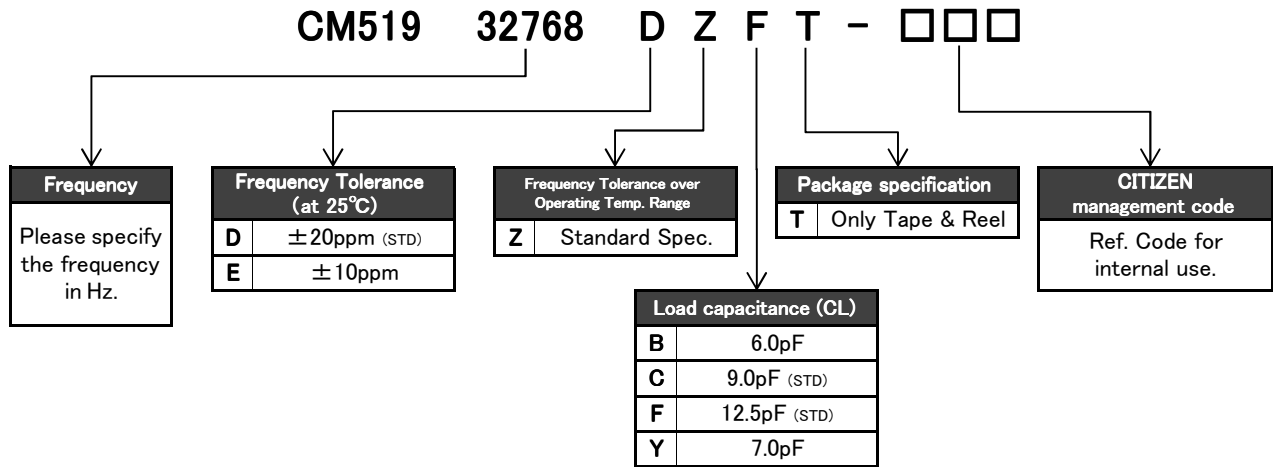 CM519 32768 D Z F T - □□□
Frequency
Please specify
the frequency
in Hz.
Frequency Tolerance
(at 25℃)
D ±20ppm (STD)
E ±10ppm
Frequency Tolerance over
Operating Temp. Range
Z Standard Spec.
Package specification
T Only Tape & Reel
CITIZEN
management code
Ref. Code for
internal use.
Load capacitance (CL)
B 6.0pF
C 9.0pF (STD)
F 12.5pF (STD)
Y 7.0pF